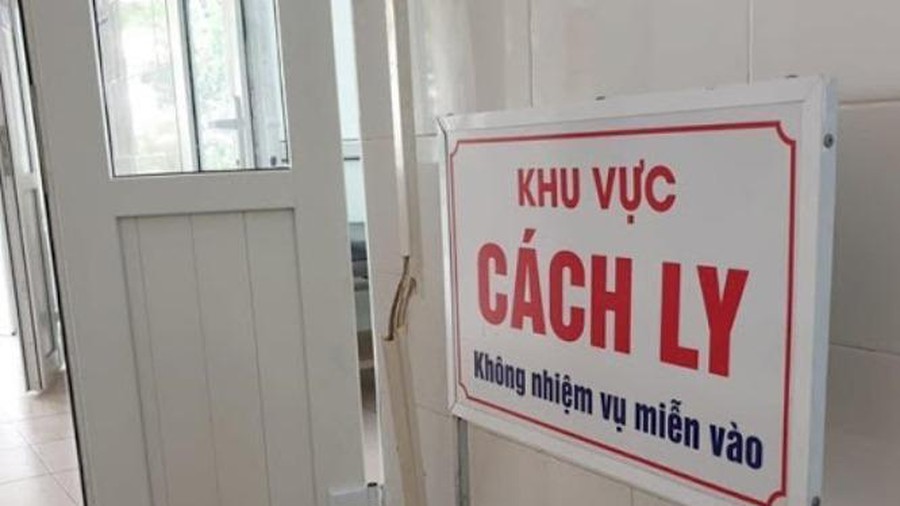 KHU VỰC
CÁCH LY
Không nhiệm vụ miễn vào